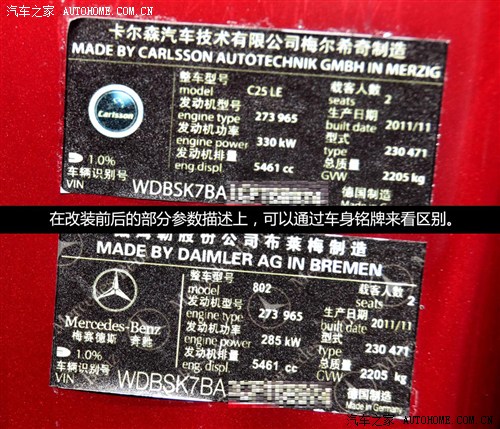 汽车之家 AUTOHOME.COM.CN
卡尔森汽车技术有限公司梅尔希奇制造
MADE BY CARLSSON AUTOTECHNIK GMBH IN MERZIG
整车型号
model C25 LE
载客人数
seats 2
发动机型号
engine type 273 965
生产日期
built date 2011/11
发动机功率
engine power 330 kW
型式
type 230 471
发动机排量
eng.displ. 5461 cc
总质量
GVW 2205 kg
Carlsson
1.0%
车辆识别号
VIN WDBSK7BA
德国制造
在改装前后的部分参数描述上，可以通过车身铭牌来看区别。
勒股份公司布莱梅制造
MADE BY DAIMLER AG IN BREMEN
整车型号
model 802
载客人数
seats 2
发动机型号
engine type 273 965
生产日期
built date 2011/11
发动机功率
engine power 285 kW
型式
type 230 471
发动机排量
eng. displ. 5461 cc
总质量
GVW 2205 kg
Mercedes-Benz
梅赛德斯 奔驰
1.0%
车辆识别号
VIN WDBSK7BA
德国制造
Made in Germany
汽车之家 AUTOHOME.COM.CN